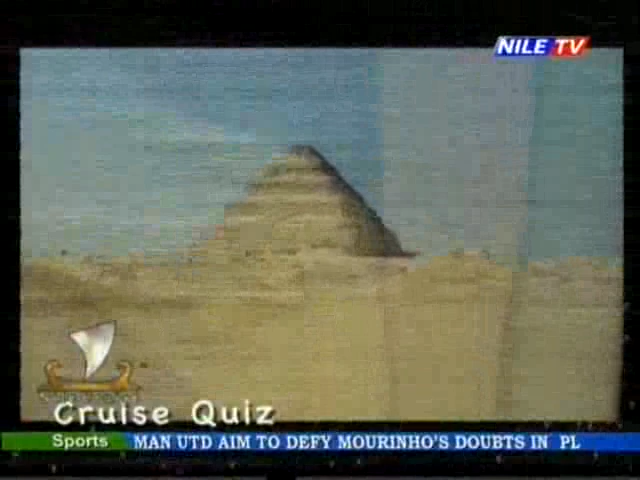 NILE TV
Cruise Quiz
Sports MAN UTD AIM TO DEFY MOURINHO'S DOUBTS IN PL